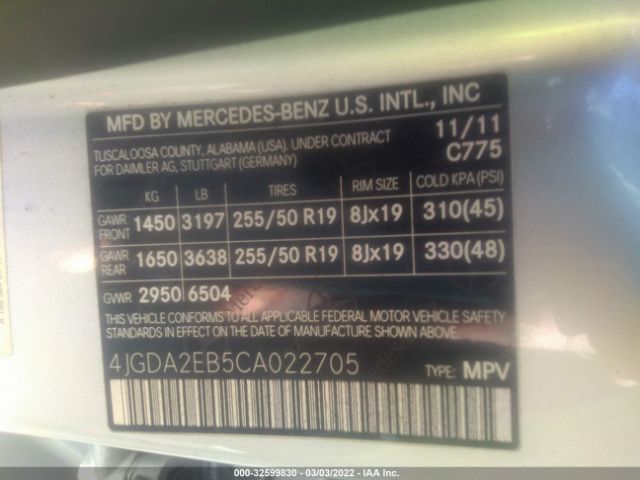 MFD BY MERCEDES-BENZ U.S. INTL., INC
TUSCALOOSA COUNTY, ALABAMA (USA), UNDER CONTRACT 11/11
FOR DAIMLER AG, STUTTGART (GERMANY) C775
KG LB TIRES RIM SIZE COLD KPA (PSI)
GAWR FRONT 1450 3197 255/50 R19 8Jx19 310(45)
GAWR REAR 1650 3638 255/50 R19 8Jx19 330(48)
GVWR 2950 6504
THIS VEHICLE CONFORMS TO ALL APPLICABLE FEDERAL MOTOR VEHICLE SAFETY
STANDARDS IN EFFECT ON THE DATE OF MANUFACTURE SHOWN ABOVE.
4JGDA2EB5CA022705 TYPE: MPV
000-32599830 - 03/03/2022 - IAA Inc.